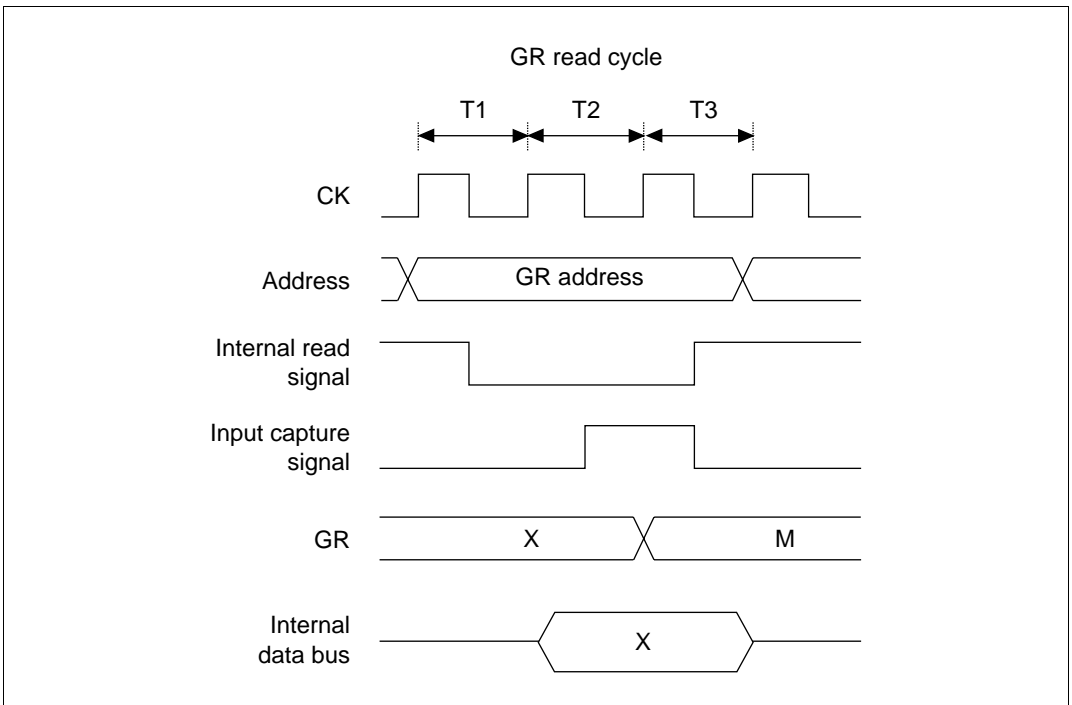 GR read cycle
T1 T2 T3
CK
Address GR address
Internal read
signal
Input capture
signal
GR X M
Internal
data bus X